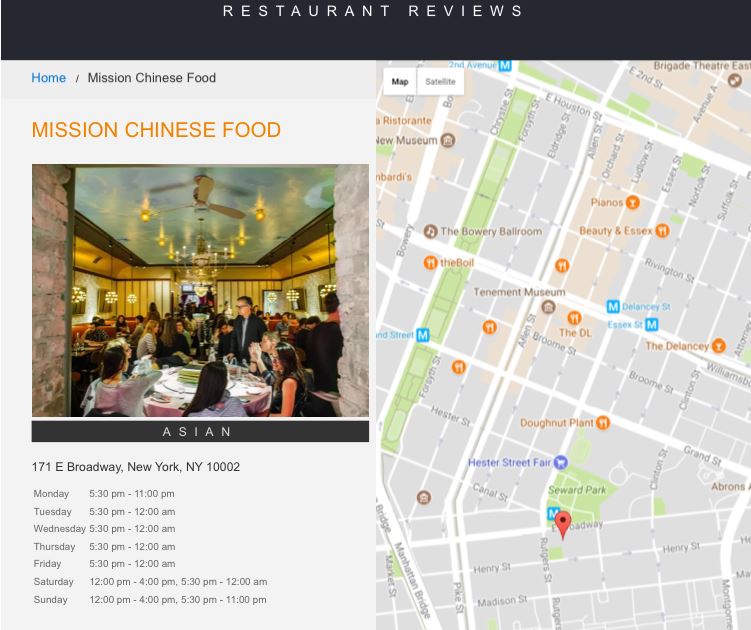 RESTAURANT REVIEWS
Home / Mission Chinese Food
MISSION CHINESE FOOD
ASIAN
171 E Broadway, New York, NY 10002
Monday 5:30 pm - 11:00 pm
Tuesday 5:30 pm - 12:00 am
Wednesday 5:30 pm - 12:00 am
Thursday 5:30 pm - 12:00 am
Friday 5:30 pm - 12:00 am
Saturday 12:00 pm - 4:00 pm, 5:30 pm - 12:00 am
Sunday 12:00 pm - 4:00 pm, 5:30 pm - 11:00 pm
2nd Avenue
Brigade Theatre East
Map Satellite
E 2nd St
Avenue A
E Houston St
Chrystie St
Forsyth St
Eldridge St
Allen St
Orchard St
Ludlow St
Essex St
Norfolk St
Suffolk St
a Ristorante
New Museum
mbardi's
Pianos
Bowery
The Bowery Ballroom
Beauty & Essex
theBoil
Rivington St
Tenement Museum
Delancey St
Essex St
and Street
Allen St
The DL
Broome St
The Delancey
Attorney
Williamsb
Forsyth St
Broome St
Clinton St
Hester St
Doughnut Plant
Grand St
Hester Street Fair
Clinton St
Canal St
Seward Park
Abrons A
E Broadway
Bridge
Market St
Manhattan Bridge
Pike St
Rutgers St
Henry St
Henry St
Madison St
Rutgers
Montgomery